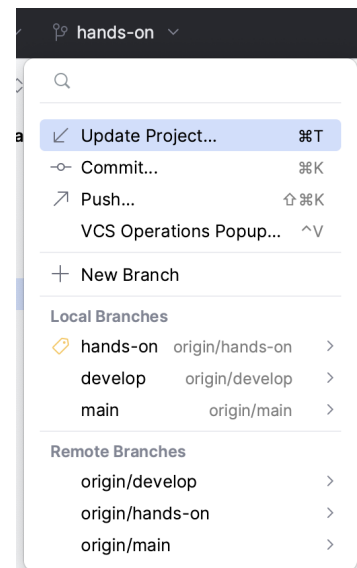 hands-on
Update Project... ⌘T
Commit... ⌘K
Push... ⇧⌘K
VCS Operations Popup... ^V
New Branch
Local Branches
hands-on origin/hands-on
develop origin/develop
main origin/main
Remote Branches
origin/develop
origin/hands-on
origin/main